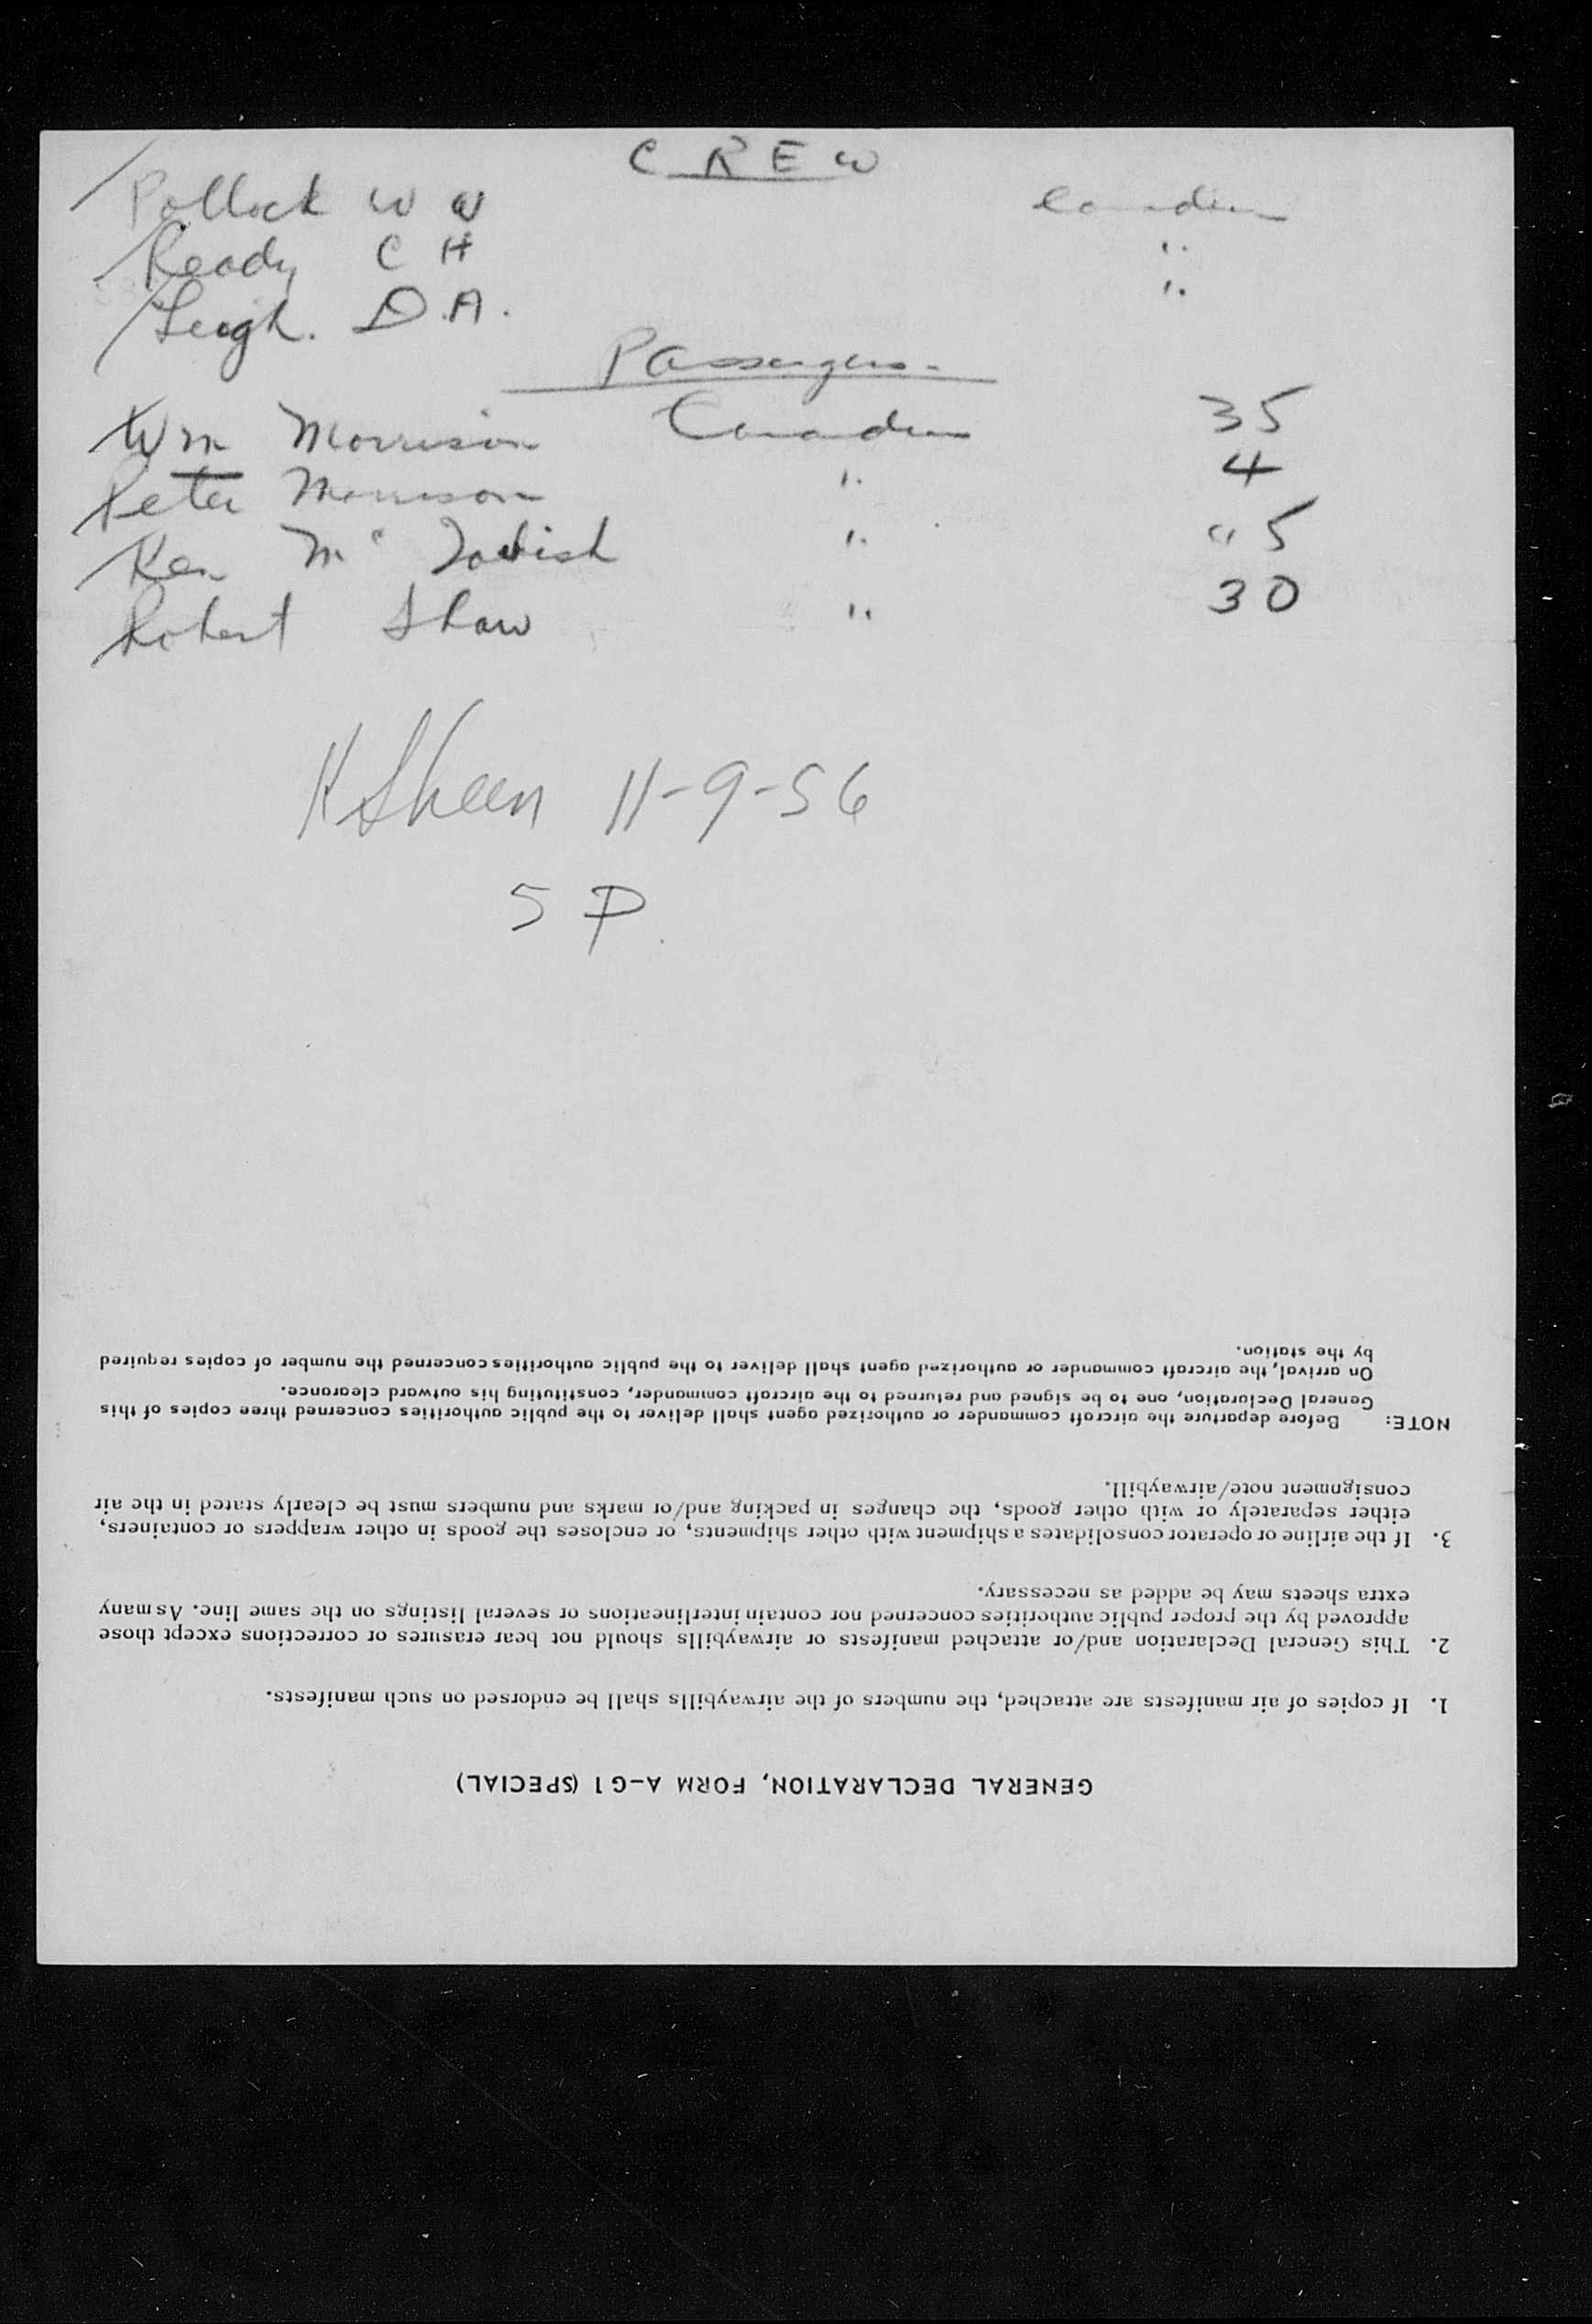 CREW
Pollock W W Canadian
Ready C H "
Leigh. D.A. "
Passengers.
Wm Morrison Canadian 35
Peter Morrison " 4
Ken Mc Tavish " 45
Robert Shaw " 30
H Skeen 11-9-56
5 P.
GENERAL DECLARATION, FORM A-G1 (SPECIAL)
1. If copies of air manifests are attached, the numbers of the airwaybills shall be endorsed on such manifests.
2. This General Declaration and/or attached manifests or airwaybills should not bear erasures or corrections except those
approved by the proper public authorities concerned nor contain interlineations or several listings on the same line. As many
extra sheets may be added as necessary.
3. If the airline or operator consolidates a shipment with other shipments, or encloses the goods in other wrappers or containers,
either separately or with other goods, the changes in packing and/or marks and numbers must be clearly stated in the air
consignment note/airwaybill.
NOTE: Before departure the aircraft commander or authorized agent shall deliver to the public authorities concerned three copies of this
General Declaration, one to be signed and returned to the aircraft commander, constituting his outward clearance.
On arrival, the aircraft commander or authorized agent shall deliver to the public authorities concerned the number of copies required
by the station.